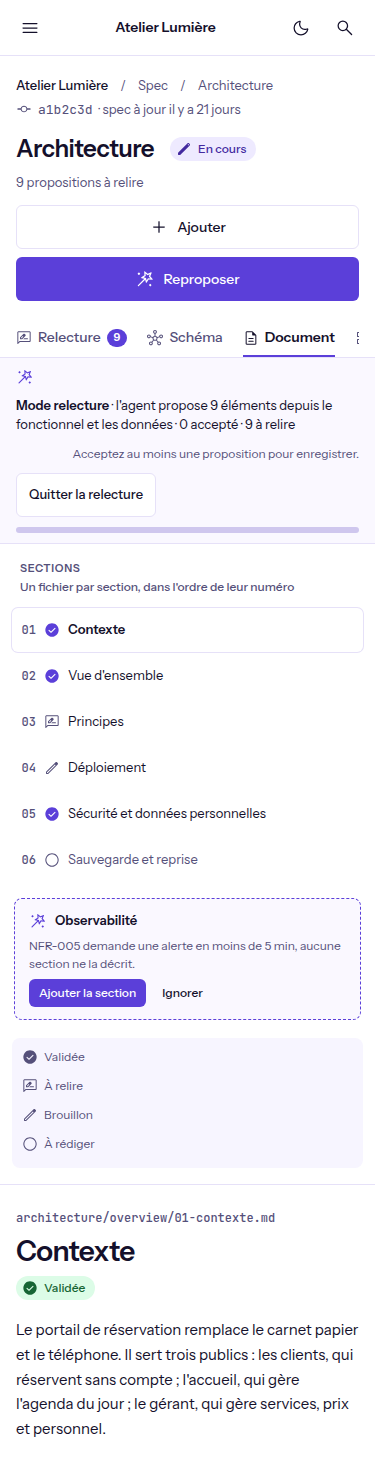 Atelier Lumière
Atelier Lumière / Spec / Architecture
a1b2c3d · spec à jour il y a 21 jours
Architecture En cours
9 propositions à relire
Ajouter
Reproposer
Relecture 9 Schéma Document
Mode relecture · l'agent propose 9 éléments depuis le
fonctionnel et les données · 0 accepté · 9 à relire
Acceptez au moins une proposition pour enregistrer.
Quitter la relecture
SECTIONS
Un fichier par section, dans l'ordre de leur numéro
01 Contexte
02 Vue d'ensemble
03 Principes
04 Déploiement
05 Sécurité et données personnelles
06 Sauvegarde et reprise
Observabilité
NFR-005 demande une alerte en moins de 5 min, aucune
section ne la décrit.
Ajouter la section Ignorer
Validée
À relire
Brouillon
À rédiger
architecture/overview/01-contexte.md
Contexte
Validée
Le portail de réservation remplace le carnet papier
et le téléphone. Il sert trois publics : les clients, qui
réservent sans compte ; l'accueil, qui gère
l'agenda du jour ; le gérant, qui gère services, prix
et personnel.